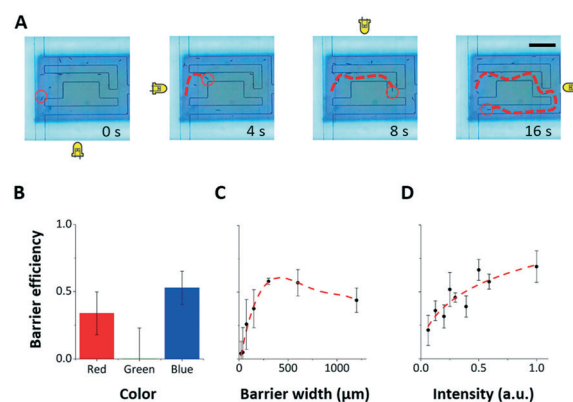 A
0 s
4 s
8 s
16 s
B
C
D
Barrier efficiency
1.0
0.5
0.0
Red Green Blue
Color
0 500 1000
Barrier width (μm)
0.0 0.5 1.0
Intensity (a.u.)